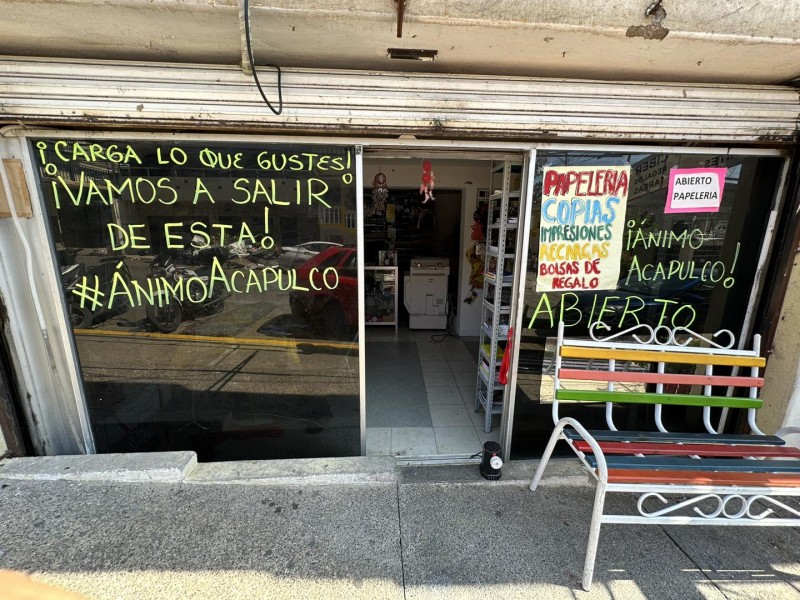 ¡CARGA LO QUE GUSTES!
¡VAMOS A SALIR
DE ESTA!
#ÁNIMOACAPULCO
PAPELERIA
COPIAS
IMPRESIONES
RECARGAS
BOLSAS DE
REGALO
ABIERTO
PAPELERIA
¡ÁNIMO
ACAPULCO!
ABIERTO
CIBER